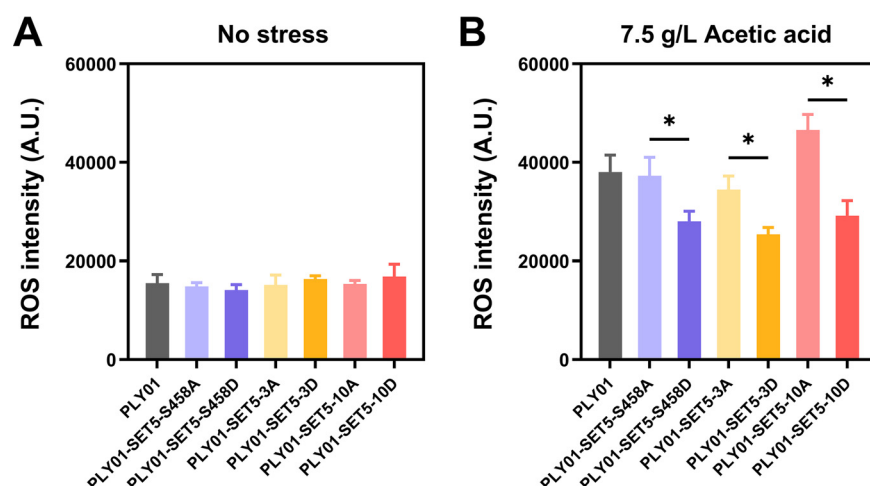 A
No stress
ROS intensity (A.U.)
60000
40000
20000
0
PLY01
PLY01-SET5-S458A
PLY01-SET5-S458D
PLY01-SET5-3A
PLY01-SET5-3D
PLY01-SET5-10A
PLY01-SET5-10D
B
7.5 g/L Acetic acid
ROS intensity (A.U.)
60000
40000
20000
0
*
*
*
PLY01
PLY01-SET5-S458A
PLY01-SET5-S458D
PLY01-SET5-3A
PLY01-SET5-3D
PLY01-SET5-10A
PLY01-SET5-10D